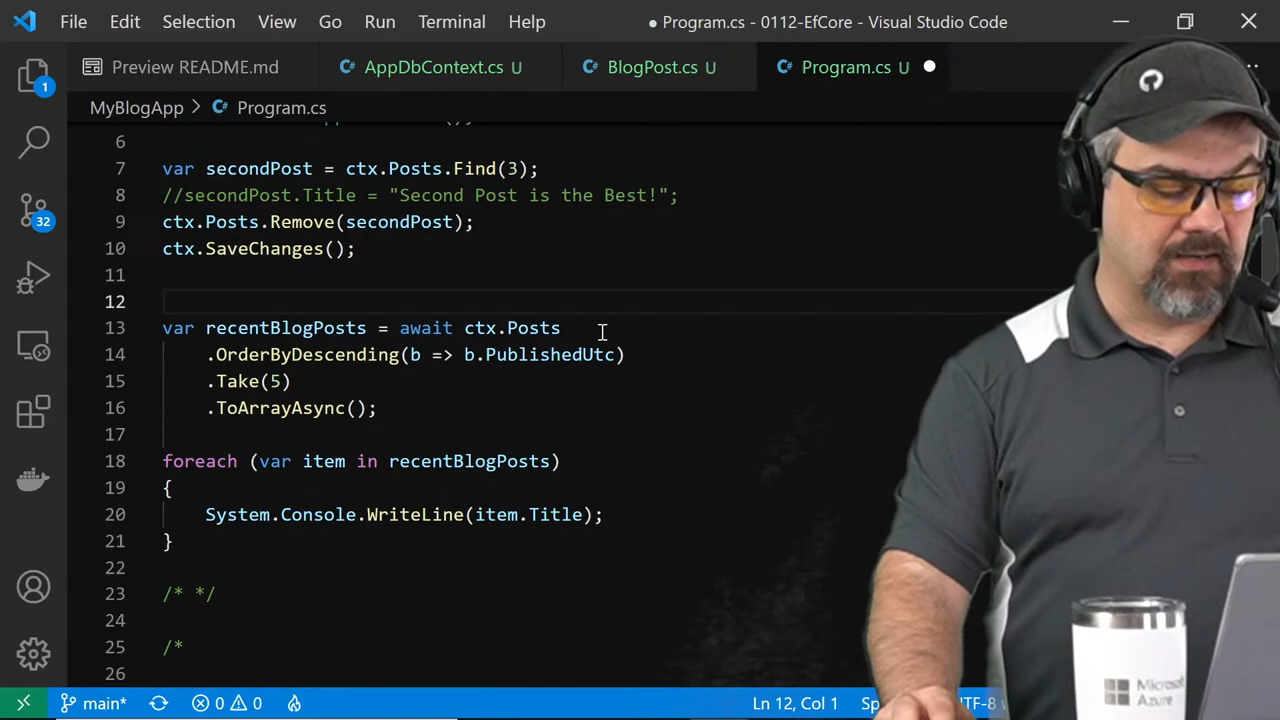 File Edit Selection View Go Run Terminal Help
● Program.cs - 0112-EfCore - Visual Studio Code
Preview README.md
AppDbContext.cs U
BlogPost.cs U
Program.cs U
1
MyBlogApp > Program.cs
6
7 var secondPost = ctx.Posts.Find(3);
8 //secondPost.Title = "Second Post is the Best!";
9 ctx.Posts.Remove(secondPost);
32
10 ctx.SaveChanges();
11
12
13 var recentBlogPosts = await ctx.Posts
14 .OrderByDescending(b => b.PublishedUtc)
15 .Take(5)
16 .ToArrayAsync();
17
18 foreach (var item in recentBlogPosts)
19 {
20 System.Console.WriteLine(item.Title);
21 }
22
23 /* */
24
25 /*
26
Microsoft
Azure
main* 0 0 Ln 12, Col 1